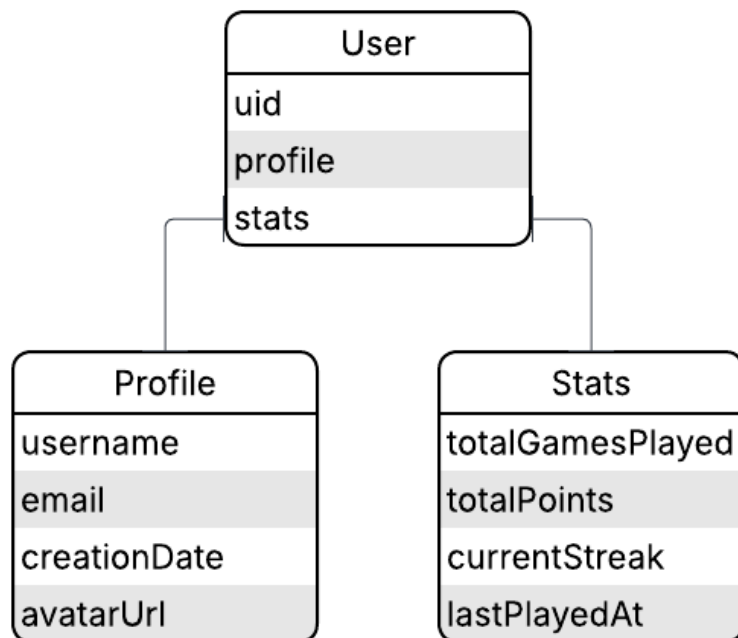 User
uid
profile
stats
Profile
username
email
creationDate
avatarUrl
Stats
totalGamesPlayed
totalPoints
currentStreak
lastPlayedAt